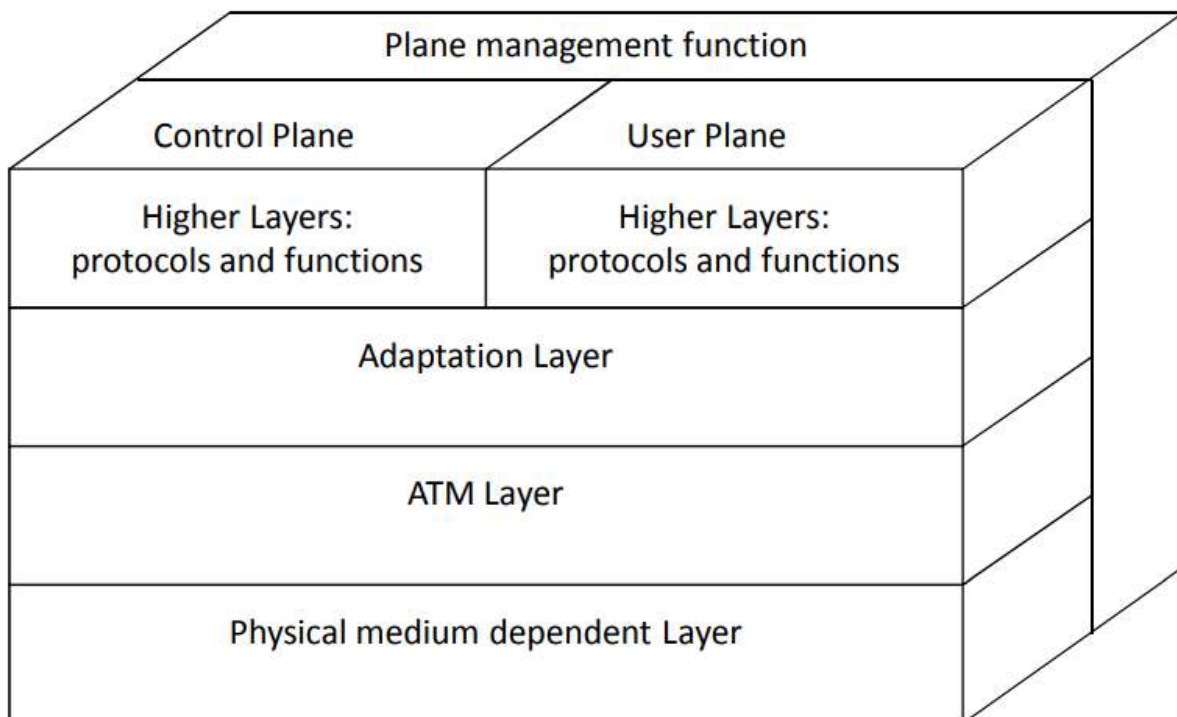 Plane management function
Control Plane
User Plane
Higher Layers:
protocols and functions
Higher Layers:
protocols and functions
Adaptation Layer
ATM Layer
Physical medium dependent Layer